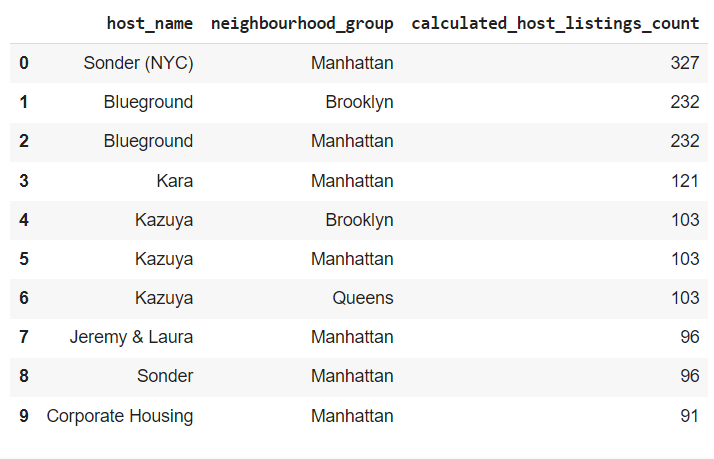 host_name neighbourhood_group calculated_host_listings_count
0 Sonder (NYC) Manhattan 327
1 Blueground Brooklyn 232
2 Blueground Manhattan 232
3 Kara Manhattan 121
4 Kazuya Brooklyn 103
5 Kazuya Manhattan 103
6 Kazuya Queens 103
7 Jeremy & Laura Manhattan 96
8 Sonder Manhattan 96
9 Corporate Housing Manhattan 91